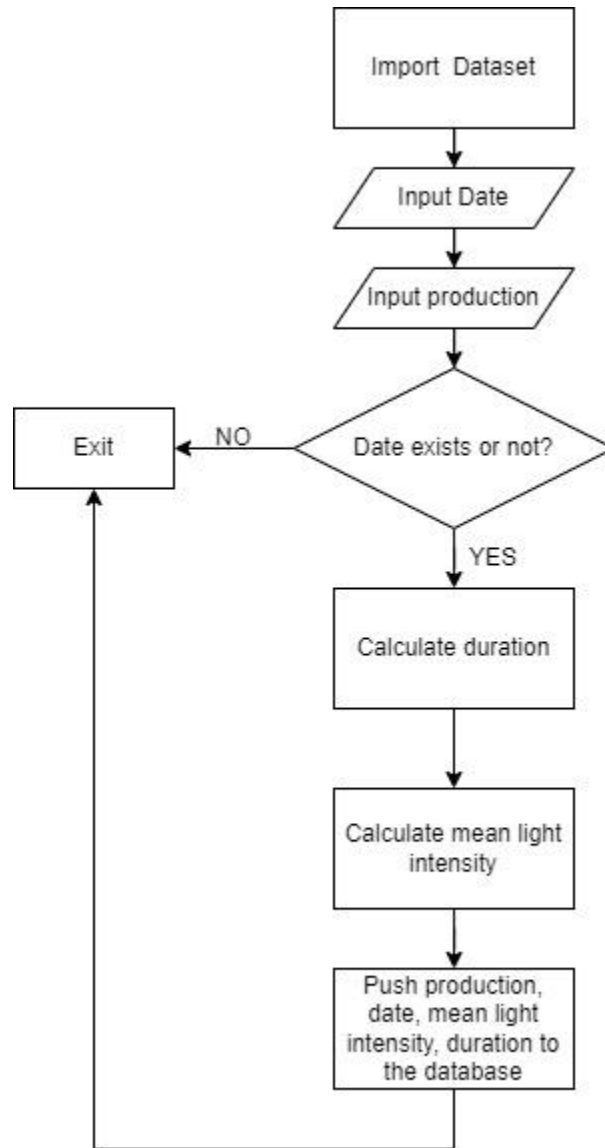 Import Dataset
Input Date
Input production
Date exists or not?
NO
Exit
YES
Calculate duration
Calculate mean light
intensity
Push production,
date, mean light
intensity, duration to
the database